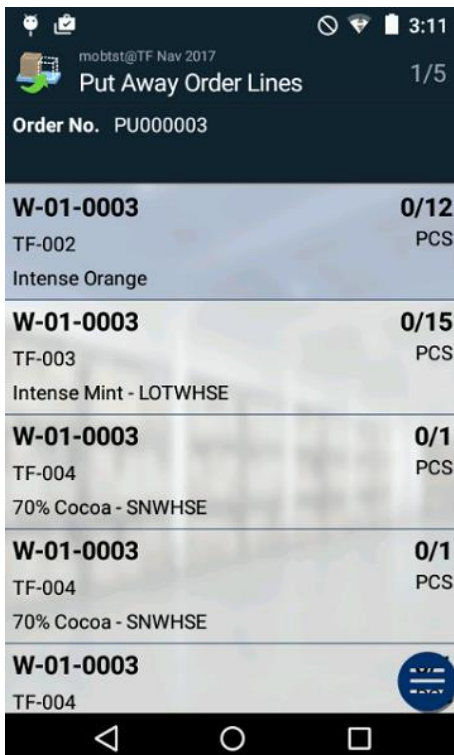 3:11
mobtst@TF Nav 2017
Put Away Order Lines
1/5
Order No. PU000003
W-01-0003 0/12
TF-002 PCS
Intense Orange
W-01-0003 0/15
TF-003 PCS
Intense Mint - LOTWHSE
W-01-0003 0/1
TF-004 PCS
70% Cocoa - SNWHSE
W-01-0003 0/1
TF-004 PCS
70% Cocoa - SNWHSE
W-01-0003
TF-004